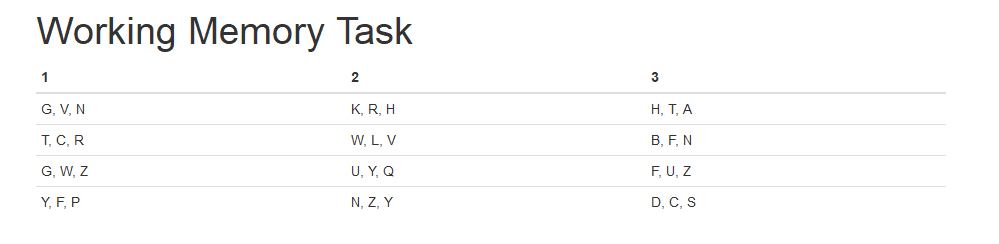 Working Memory Task
1 2 3
G, V, N K, R, H H, T, A
T, C, R W, L, V B, F, N
G, W, Z U, Y, Q F, U, Z
Y, F, P N, Z, Y D, C, S